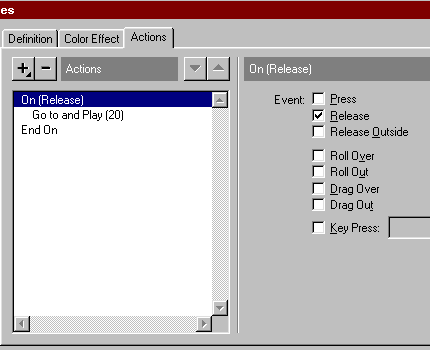 es
Definition
Color Effect
Actions
+
-
Actions
On (Release)
On (Release)
Go to and Play (20)
End On
Event:
Press
Release
Release Outside
Roll Over
Roll Out
Drag Over
Drag Out
Key Press: